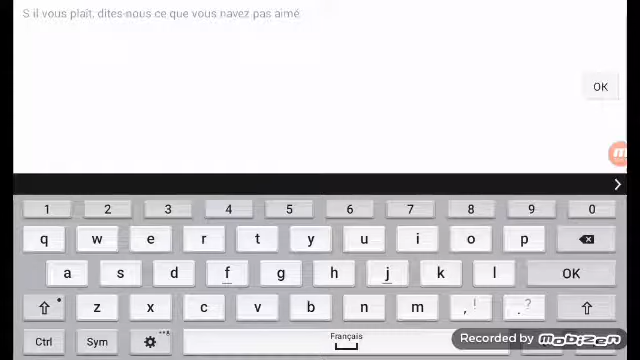 S il vous plaît, dites-nous ce que vous navez pas aimé
OK
1 2 3 4 5 6 7 8 9 0
q w e r t y u i o p
a s d f g h j k l OK
z x c v b n m , ! . ?
Ctrl Sym Français
Recorded by mobizen